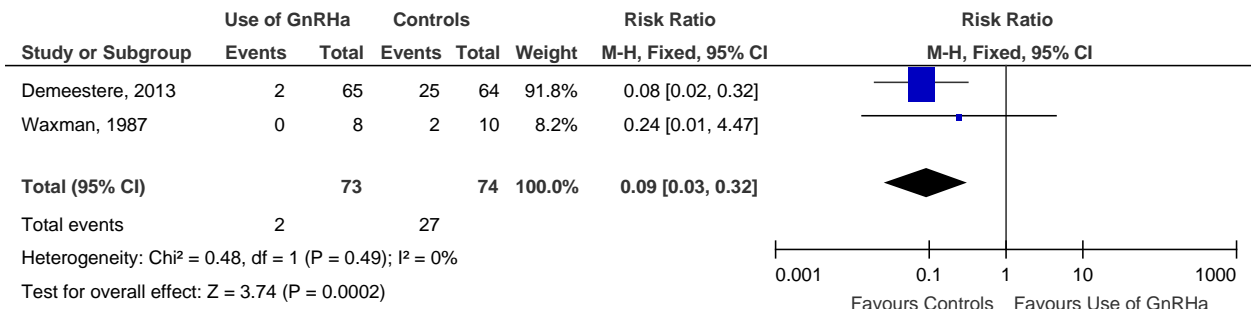 Use of GnRHa Controls Risk Ratio Risk Ratio
Study or Subgroup Events Total Events Total Weight M-H, Fixed, 95% CI M-H, Fixed, 95% CI
Demeestere, 2013 2 65 25 64 91.8% 0.08 [0.02, 0.32]
Waxman, 1987 0 8 2 10 8.2% 0.24 [0.01, 4.47]
Total (95% CI) 73 74 100.0% 0.09 [0.03, 0.32]
Total events 2 27
Heterogeneity: Chi² = 0.48, df = 1 (P = 0.49); I² = 0%
Test for overall effect: Z = 3.74 (P = 0.0002)
0.001 0.1 1 10 1000
Favours Controls Favours Use of GnRHa